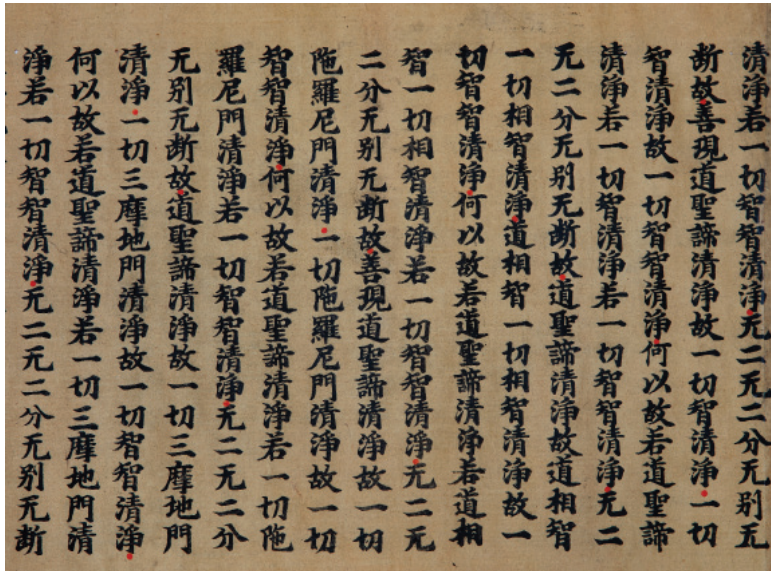 清淨若一切智智清淨无二无二分无别无
断故善現道聖諦清淨故一切智清淨一切
智清淨故一切智智清淨何以故若道聖諦
清淨若一切智清淨若一切智智清淨无二
无二分无别无断故道聖諦清淨故道相智
一切相智清淨道相智一切相智清淨故一
切智智清淨何以故若道聖諦清淨若道相
智一切相智清淨若一切智智清淨无二无
二分无别无断故善現道聖諦清淨故一切
陁羅尼門清淨一切陁羅尼門清淨故一切
智智清淨何以故若道聖諦清淨若一切陁
羅尼門清淨若一切智智清淨无二无二分
无别无断故道聖諦清淨故一切三摩地門
清淨一切三摩地門清淨故一切智智清淨
何以故若道聖諦清淨若一切三摩地門清
淨若一切智智清淨无二无二分无别无断